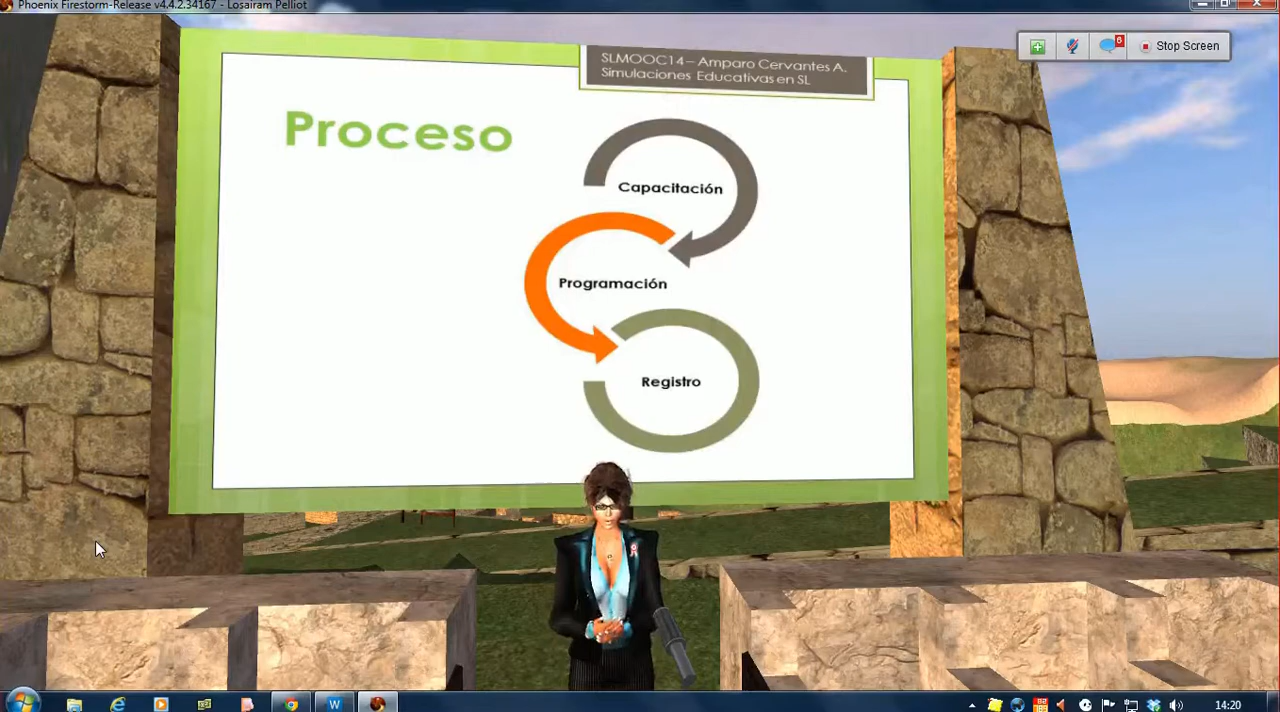 Phoenix Firestorm-Release v4.4.2.34167 - Losairam Pelliot
6
Stop Screen
SLMOOC14 – Amparo Cervantes A.
Simulaciones Educativas en SL
Proceso
Capacitación
Programación
Registro
14:20